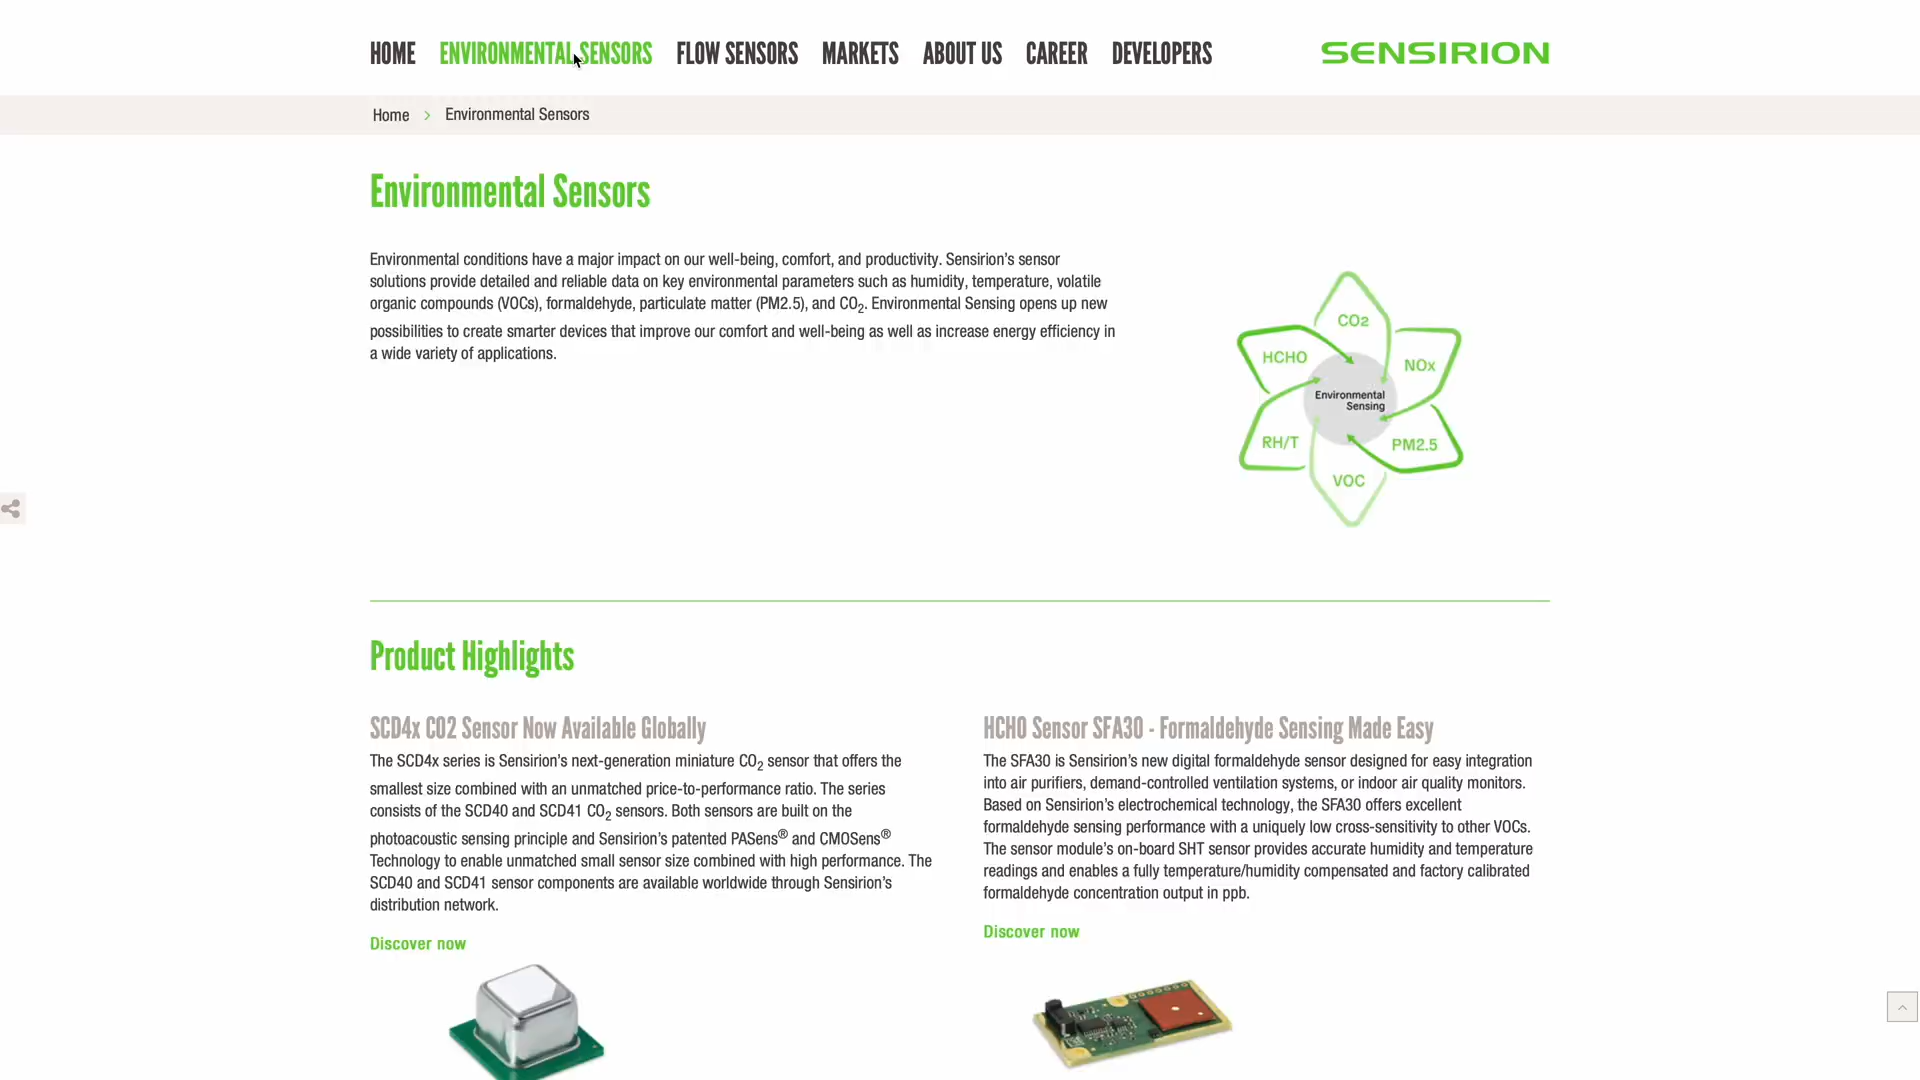 HOME ENVIRONMENTAL SENSORS FLOW SENSORS MARKETS ABOUT US CAREER DEVELOPERS SENSIRION
Home > Environmental Sensors
Environmental Sensors
Environmental conditions have a major impact on our well-being, comfort, and productivity. Sensirion’s sensor
solutions provide detailed and reliable data on key environmental parameters such as humidity, temperature, volatile
organic compounds (VOCs), formaldehyde, particulate matter (PM2.5), and CO₂. Environmental Sensing opens up new
possibilities to create smarter devices that improve our comfort and well-being as well as increase energy efficiency in
a wide variety of applications.
CO2
HCHO
NOx
Environmental
Sensing
RH/T
PM2.5
VOC
Product Highlights
SCD4x CO2 Sensor Now Available Globally
The SCD4x series is Sensirion’s next-generation miniature CO₂ sensor that offers the
smallest size combined with an unmatched price-to-performance ratio. The series
consists of the SCD40 and SCD41 CO₂ sensors. Both sensors are built on the
photoacoustic sensing principle and Sensirion’s patented PASens® and CMOSens®
Technology to enable unmatched small sensor size combined with high performance. The
SCD40 and SCD41 sensor components are available worldwide through Sensirion’s
distribution network.
Discover now
HCHO Sensor SFA30 - Formaldehyde Sensing Made Easy
The SFA30 is Sensirion’s new digital formaldehyde sensor designed for easy integration
into air purifiers, demand-controlled ventilation systems, or indoor air quality monitors.
Based on Sensirion’s electrochemical technology, the SFA30 offers excellent
formaldehyde sensing performance with a uniquely low cross-sensitivity to other VOCs.
The sensor module’s on-board SHT sensor provides accurate humidity and temperature
readings and enables a fully temperature/humidity compensated and factory calibrated
formaldehyde concentration output in ppb.
Discover now